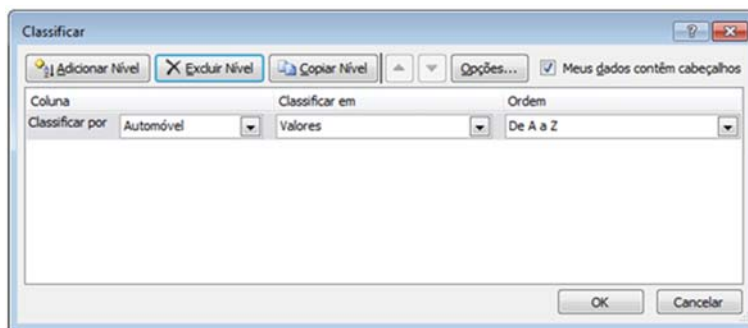 Classificar
Adicionar Nível Excluir Nível Copiar Nível Opções... Meus dados contêm cabeçalhos
Coluna Classificar em Ordem
Classificar por Automóvel Valores De A a Z
OK Cancelar